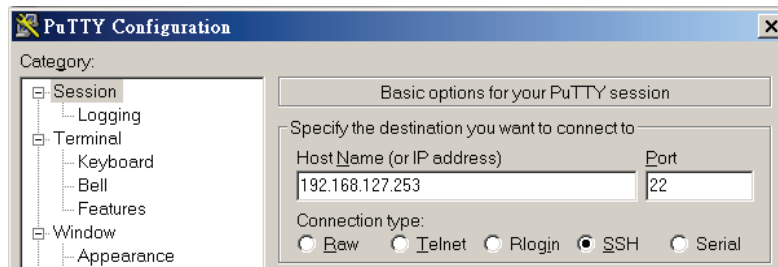 PuTTY Configuration
Category:
Session
Logging
Terminal
Keyboard
Bell
Features
Window
Appearance
Basic options for your PuTTY session
Specify the destination you want to connect to
Host Name (or IP address) Port
192.168.127.253 22
Connection type:
Raw Telnet Rlogin SSH Serial